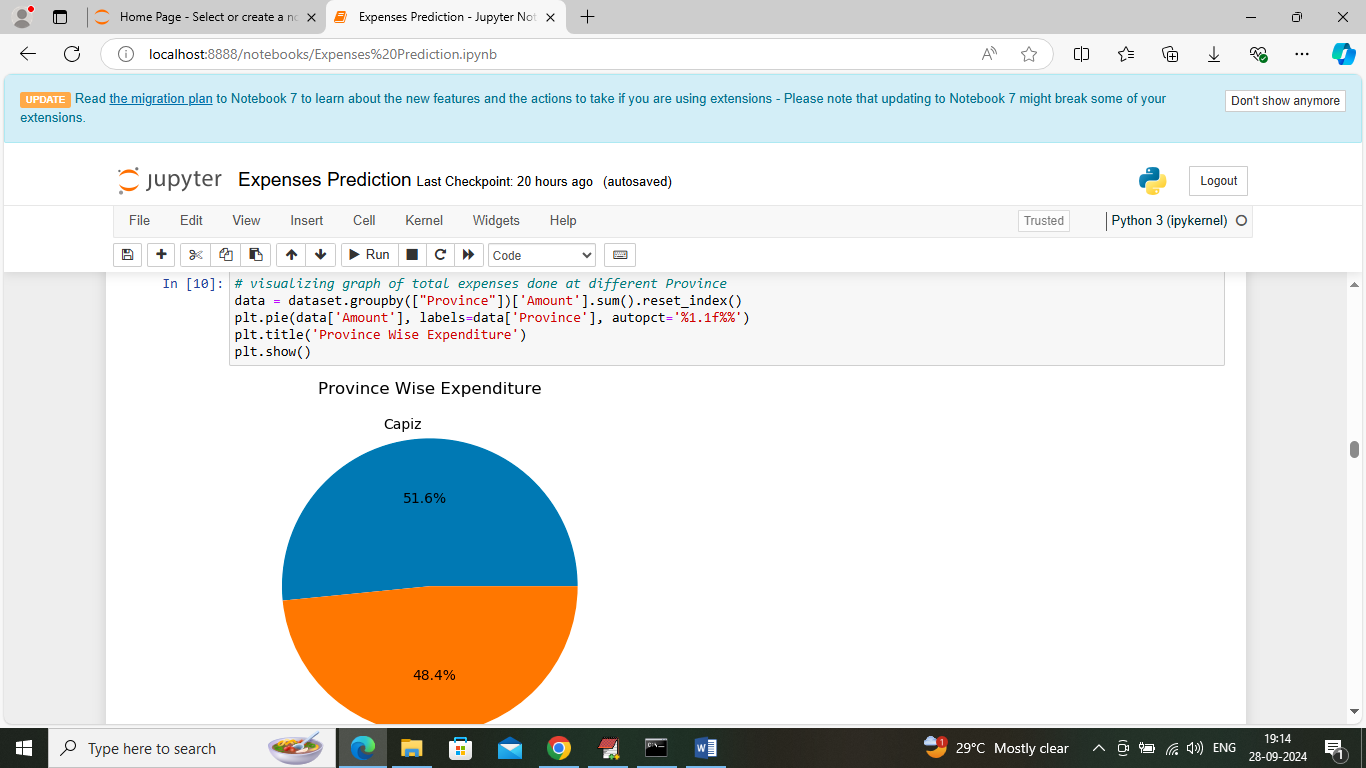 Home Page - Select or create a no
Expenses Prediction - Jupyter Not
localhost:8888/notebooks/Expenses%20Prediction.ipynb
UPDATE Read the migration plan to Notebook 7 to learn about the new features and the actions to take if you are using extensions - Please note that updating to Notebook 7 might break some of your
extensions.
Don't show anymore
jupyter Expenses Prediction Last Checkpoint: 20 hours ago (autosaved)
Logout
File Edit View Insert Cell Kernel Widgets Help
Trusted
Python 3 (ipykernel)
Run
Code
In [10]: # visualizing graph of total expenses done at different Province
data = dataset.groupby(["Province"])['Amount'].sum().reset_index()
plt.pie(data['Amount'], labels=data['Province'], autopct='%1.1f%%')
plt.title('Province Wise Expenditure')
plt.show()
Province Wise Expenditure
Capiz
51.6%
48.4%
Type here to search
1
29°C Mostly clear
ENG
19:14
28-09-2024
1